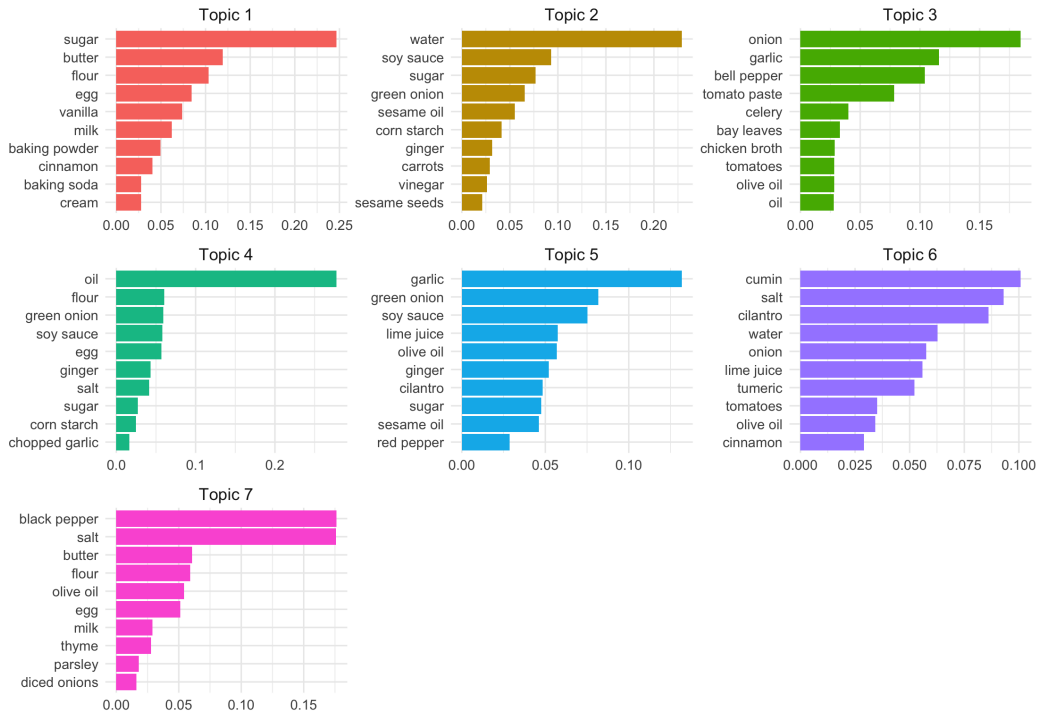 Topic 1
sugar
butter
flour
egg
vanilla
milk
baking powder
cinnamon
baking soda
cream
0.00 0.05 0.10 0.15 0.20 0.25
Topic 2
water
soy sauce
sugar
green onion
sesame oil
corn starch
ginger
carrots
vinegar
sesame seeds
0.00 0.05 0.10 0.15 0.20
Topic 3
onion
garlic
bell pepper
tomato paste
celery
bay leaves
chicken broth
tomatoes
olive oil
oil
0.00 0.05 0.10 0.15
Topic 4
oil
flour
green onion
soy sauce
egg
ginger
salt
sugar
corn starch
chopped garlic
0.0 0.1 0.2
Topic 5
garlic
green onion
soy sauce
lime juice
olive oil
ginger
cilantro
sugar
sesame oil
red pepper
0.00 0.05 0.10
Topic 6
cumin
salt
cilantro
water
onion
lime juice
tumeric
tomatoes
olive oil
cinnamon
0.000 0.025 0.050 0.075 0.100
Topic 7
black pepper
salt
butter
flour
olive oil
egg
milk
thyme
parsley
diced onions
0.00 0.05 0.10 0.15